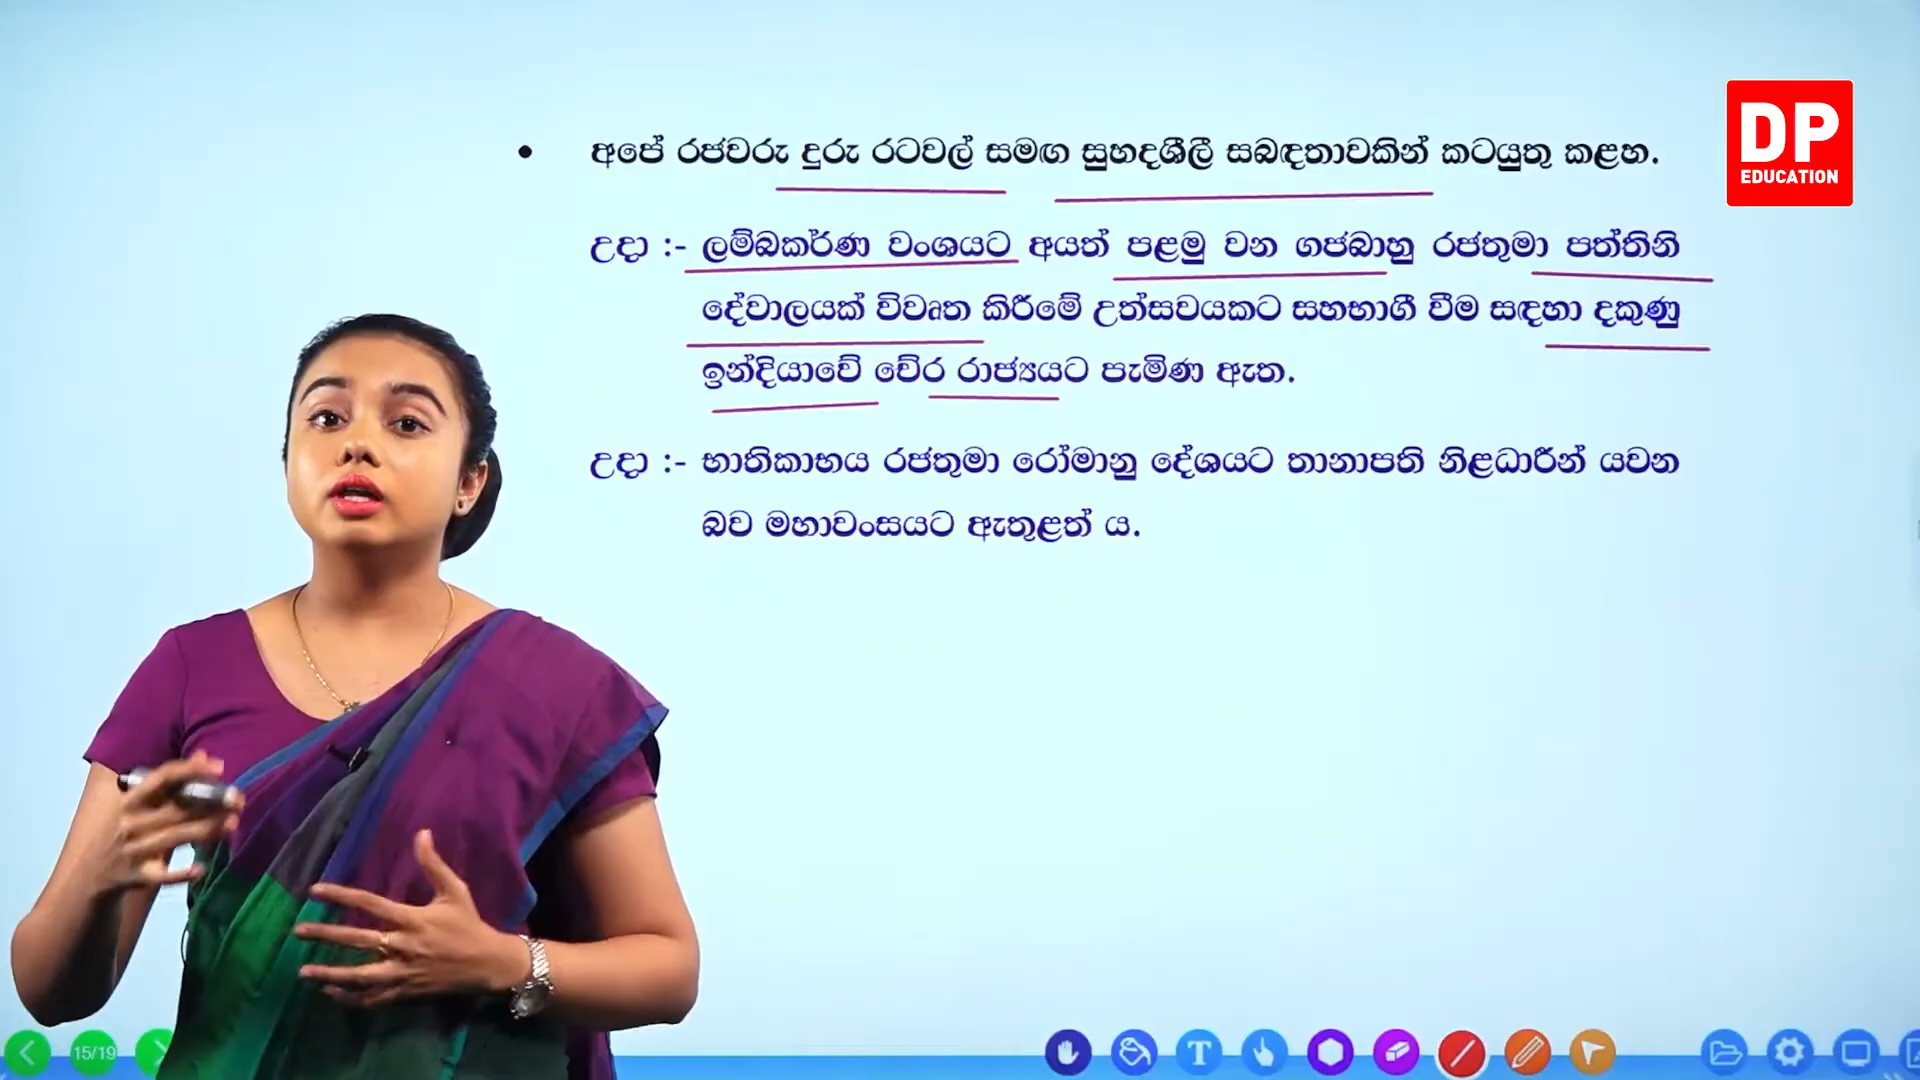 DP
EDUCATION
• අපේ රජවරු දුරු රටවල් සමඟ සුහදශීලී සබඳතාවකින් කටයුතු කළහ.
උදා :- ලම්බකර්ණ වංශයට අයත් පළමු වන ගජබාහු රජතුමා පත්තිනි
දේවාලයක් විවෘත කිරීමේ උත්සවයකට සහභාගී වීම සඳහා දකුණු
ඉන්දියාවේ චේර රාජ්‍යයට පැමිණ ඇත.
උදා :- භාතිකාභය රජතුමා රෝමානු දේශයට තානාපති නිළධාරීන් යවන
බව මහාවංසයට ඇතුළත් ය.
15/19
T